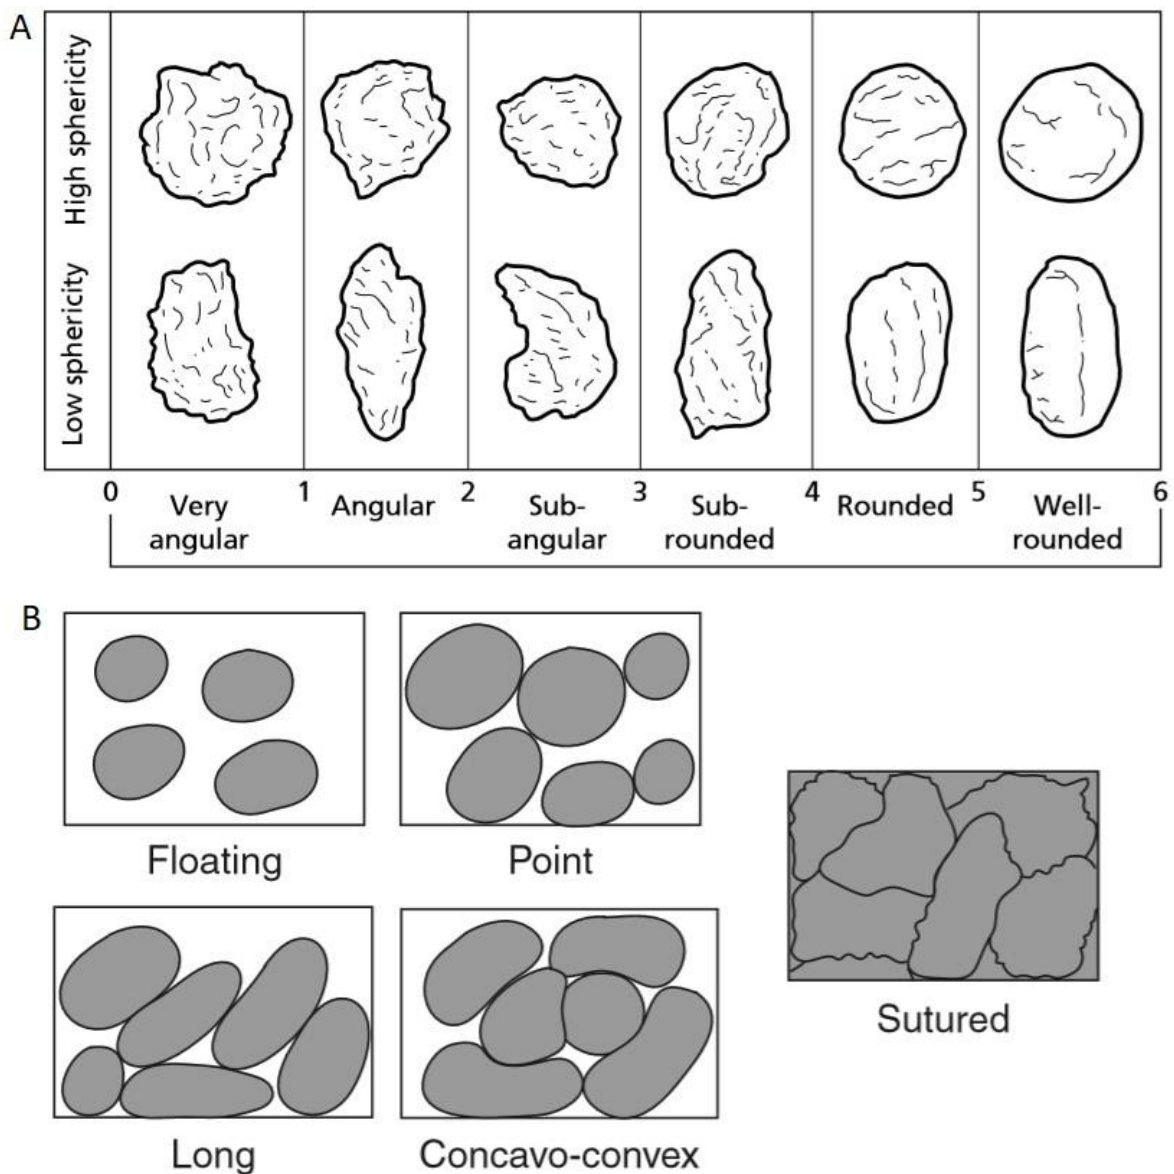 A
High sphericity
Low sphericity
0 1 2 3 4 5 6
Very
angular
Angular
Sub-
angular
Sub-
rounded
Rounded
Well-
rounded
B
Floating
Point
Sutured
Long
Concavo-convex